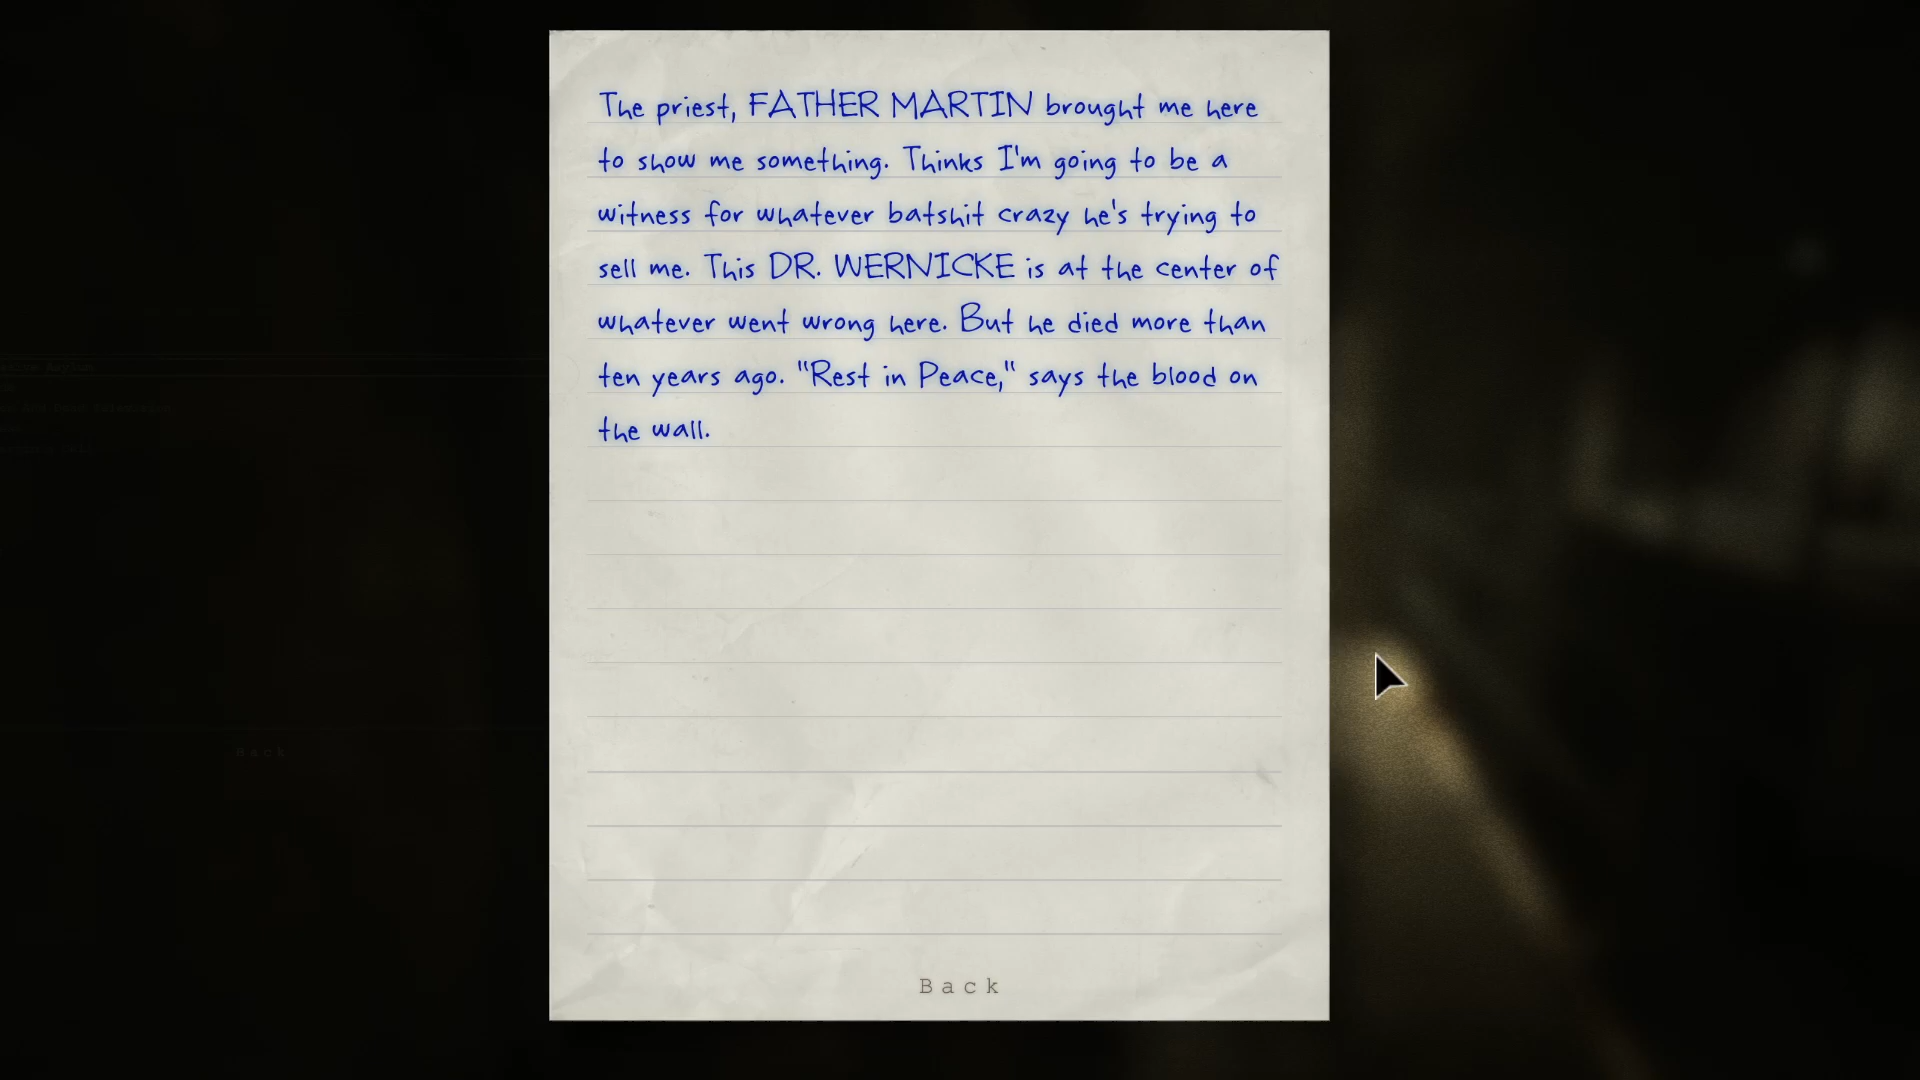 The priest, FATHER MARTIN brought me here
to show me something. Thinks I'm going to be a
witness for whatever batshit crazy he's trying to
sell me. This DR. WERNICKE is at the center of
whatever went wrong here. But he died more than
ten years ago. "Rest in Peace," says the blood on
the wall.
Back
Back